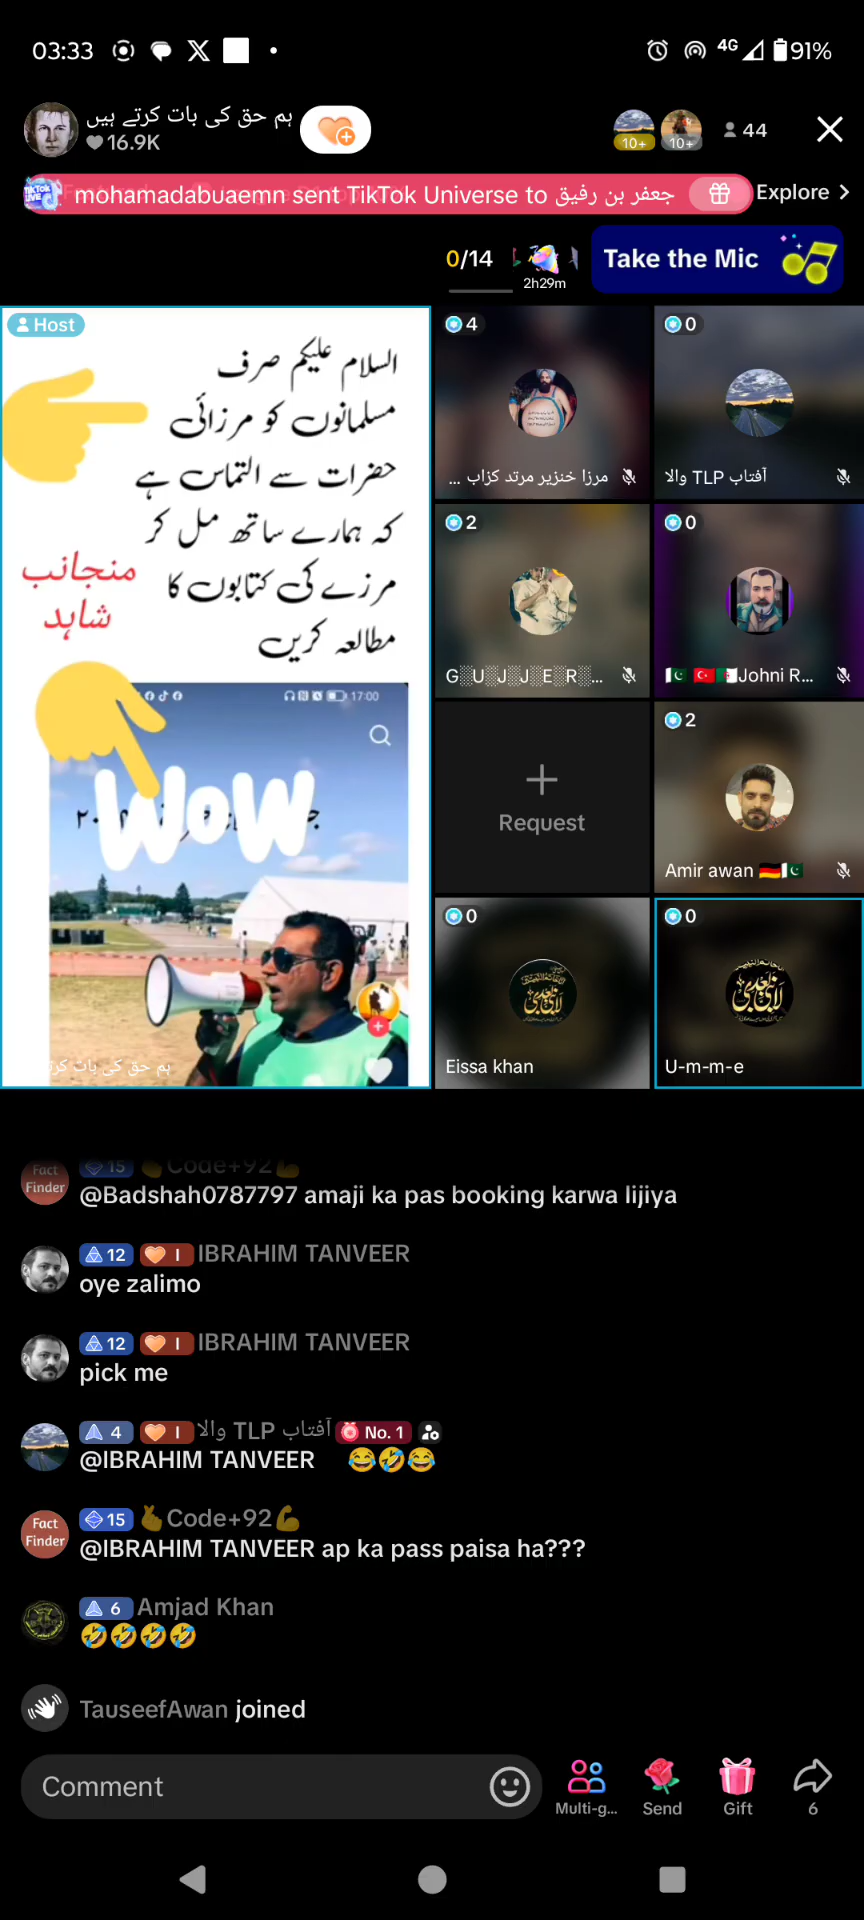 03:33
4G
91%
ہم حق کی بات کرتے ہیں
16.9K
10+
10+
44
mohamadabuaemn sent TikTok Universe to جعفر بن رفیق
Explore >
0/14
2h29m
Take the Mic
Host
السلام علیکم صرف
مسلمانوں کو مرزائی
حضرات سے التماس ہے
کہ ہمارے ساتھ مل کر
مرزے کی کتابوں کا
مطالعہ کریں
منجانب
شاہد
17:00
WOW
4
مرزا خنزیر مرتد کزاب ...
0
آفتاب TLP والا
2
G░U░J░J░E░R░...
0
Johni R...
+
Request
2
Amir awan
0
Eissa khan
0
U-m-m-e
Fact
Finder
15 Code+92
@Badshah0787797 amaji ka pas booking karwa lijiya
12 I IBRAHIM TANVEER
oye zalimo
12 I IBRAHIM TANVEER
pick me
4 I آفتاب TLP والا No. 1
@IBRAHIM TANVEER 😂🤣😂
Fact
Finder
15 🫰Code+92💪
@IBRAHIM TANVEER ap ka pass paisa ha???
6 Amjad Khan
🤣🤣🤣🤣
TauseefAwan joined
Comment
Multi-g...
Send
Gift
6